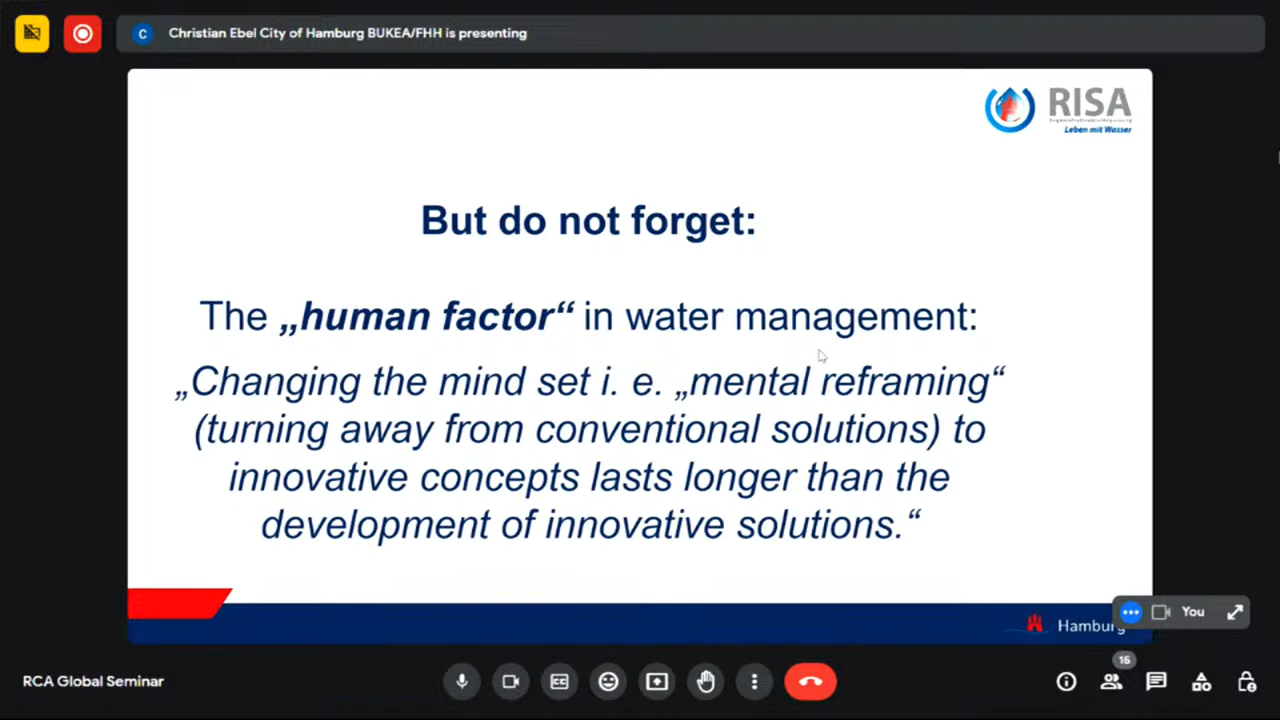 C
Christian Ebel City of Hamburg BUKEA/FHH is presenting
RISA
Leben mit Wasser
But do not forget:
The „human factor“ in water management:
„Changing the mind set i. e. „mental reframing“
(turning away from conventional solutions) to
innovative concepts lasts longer than the
development of innovative solutions.“
Hamburg
You
RCA Global Seminar
15